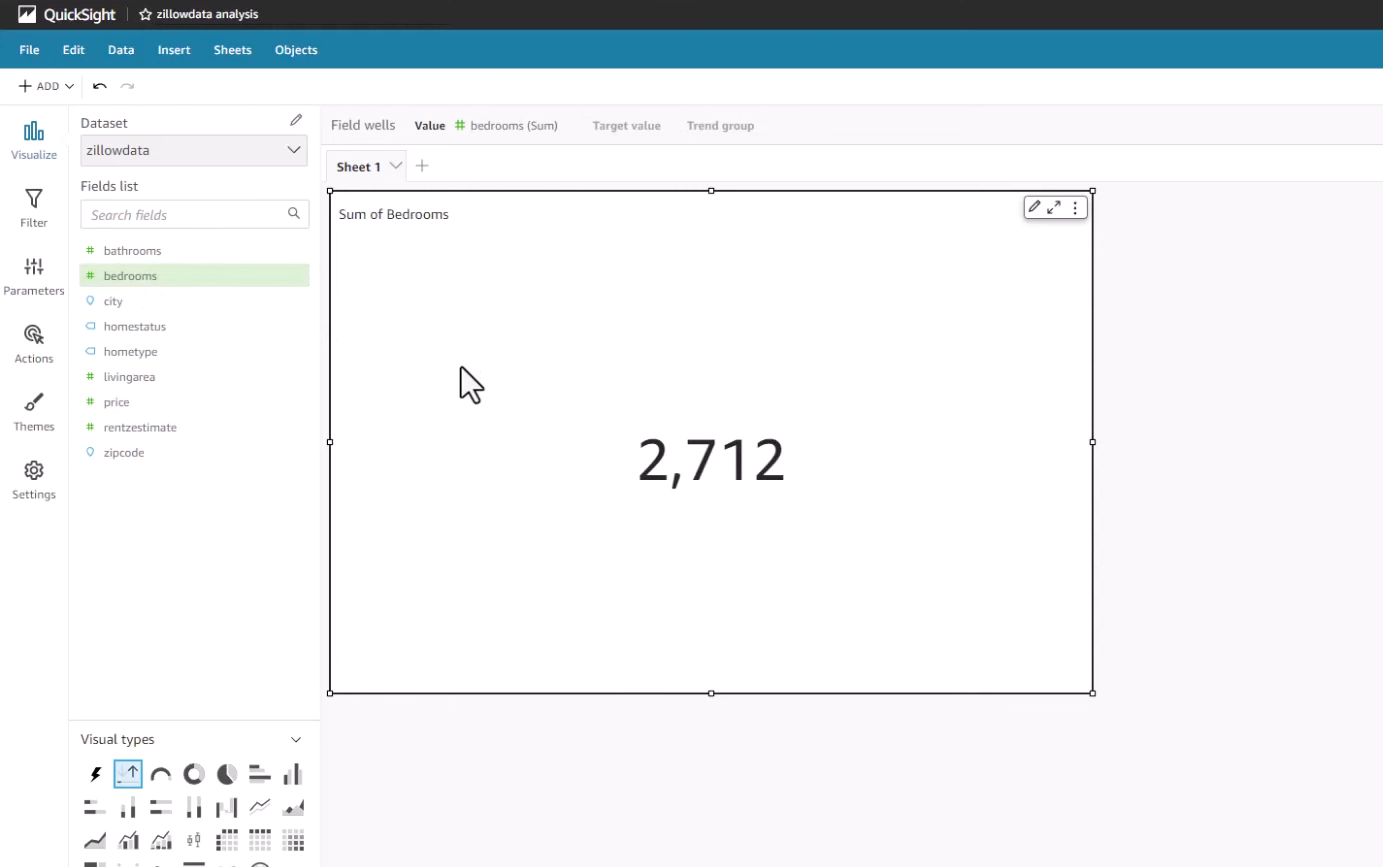 QuickSight
zillowdata analysis
File Edit Data Insert Sheets Objects
ADD
Visualize
Filter
Parameters
Actions
Themes
Settings
Dataset
zillowdata
Fields list
Search fields
bathrooms
bedrooms
city
homestatus
hometype
livingarea
price
rentzestimate
zipcode
Visual types
Field wells Value # bedrooms (Sum) Target value Trend group
Sheet 1
Sum of Bedrooms
2,712